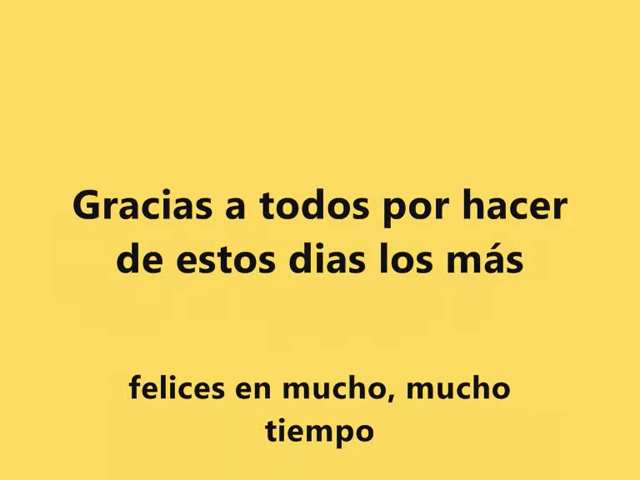 Gracias a todos por hacer
de estos dias los más
felices en mucho, mucho
tiempo